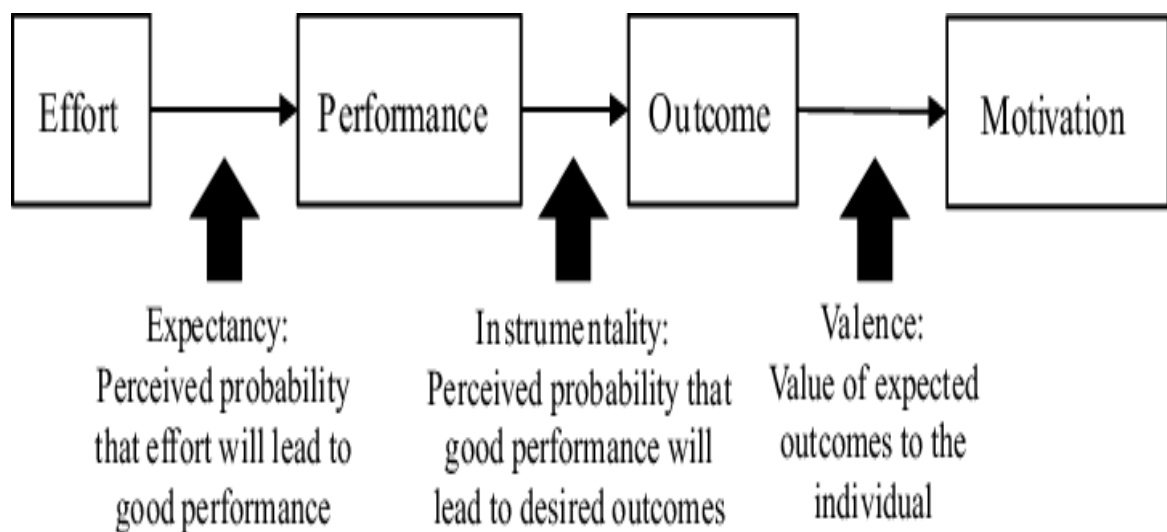 Effort
Performance
Outcome
Motivation
Expectancy:
Perceived probability
that effort will lead to
good performance
Instrumentality:
Perceived probability that
good performance will
lead to desired outcomes
Valence:
Value of expected
outcomes to the
individual